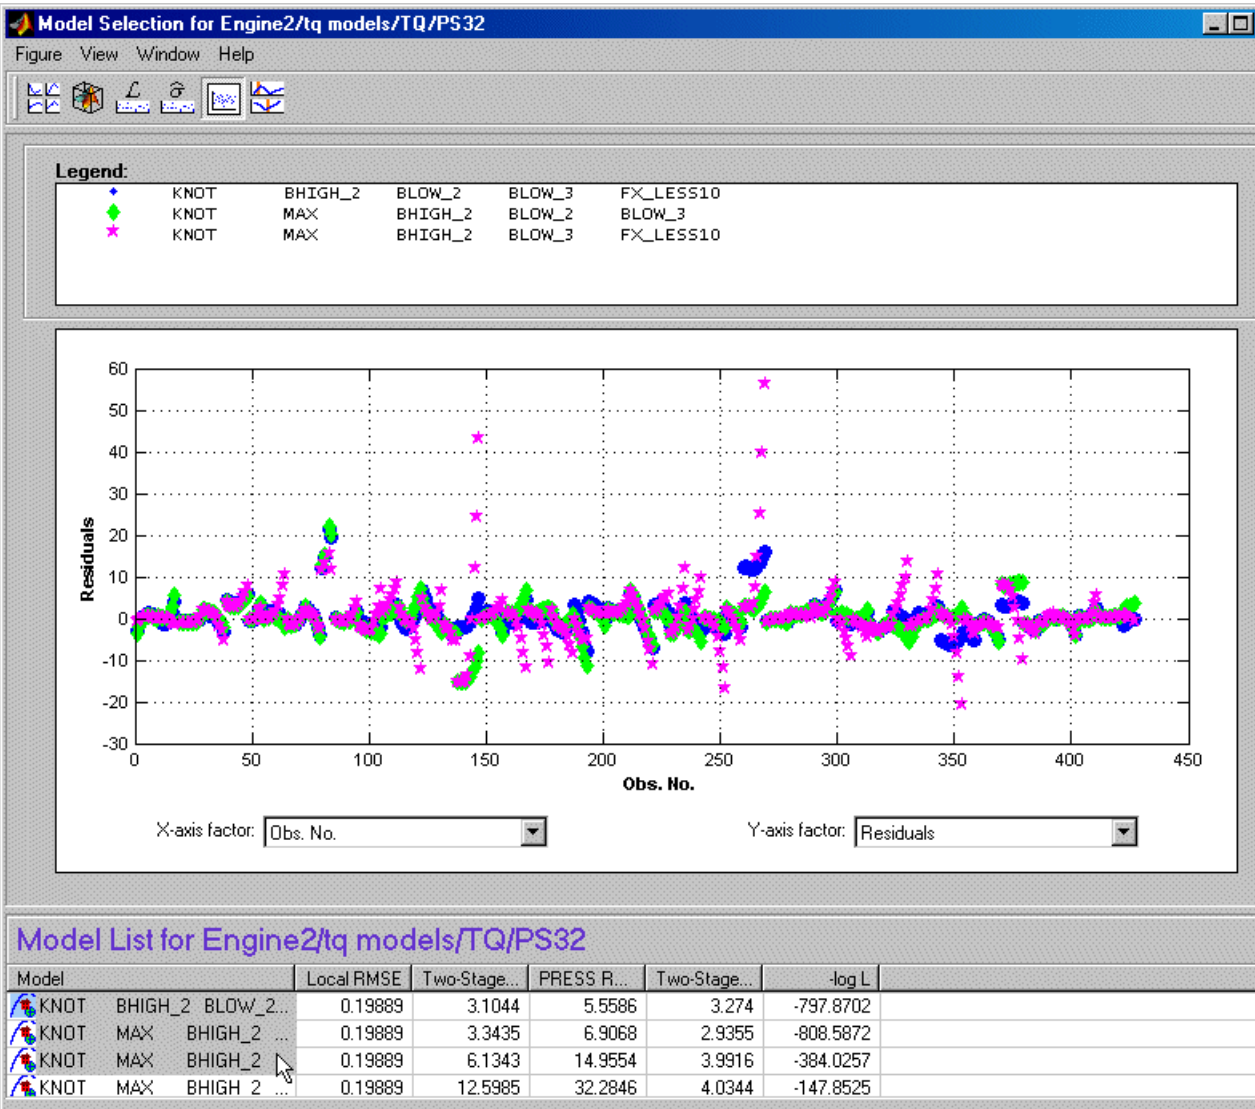 Model Selection for Engine2/tq models/TQ/PS32
Figure View Window Help
Legend:
KNOT BHIGH_2 BLOW_2 BLOW_3 FX_LESS10
KNOT MAX BHIGH_2 BLOW_2 BLOW_3
KNOT MAX BHIGH_2 BLOW_3 FX_LESS10
60
50
40
30
20
10
0
-10
-20
-30
Residuals
0 50 100 150 200 250 300 350 400 450
Obs. No.
X-axis factor: Obs. No. Y-axis factor: Residuals
Model List for Engine2/tq models/TQ/PS32
Model Local RMSE Two-Stage... PRESS R... Two-Stage... -log L
KNOT BHIGH_2 BLOW_2... 0.19889 3.1044 5.5586 3.274 -797.8702
KNOT MAX BHIGH_2 ... 0.19889 3.3435 6.9068 2.9355 -808.5872
KNOT MAX BHIGH_2 0.19889 6.1343 14.9554 3.9916 -384.0257
KNOT MAX BHIGH_2 ... 0.19889 12.5985 32.2846 4.0344 -147.8525